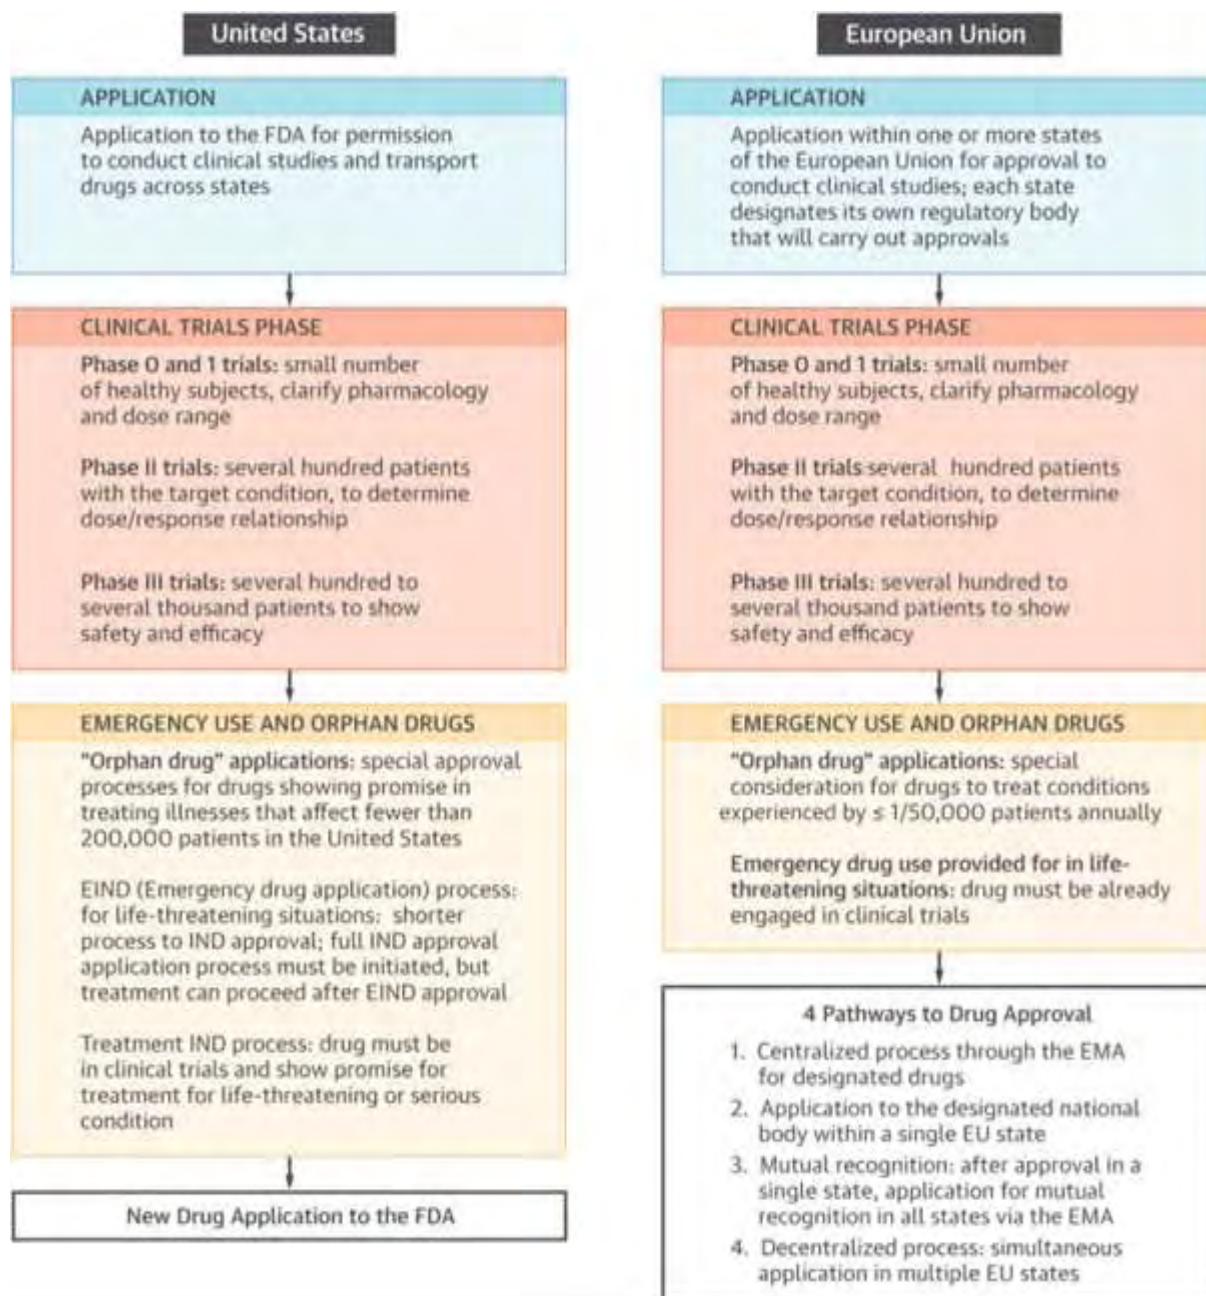 United States
APPLICATION
Application to the FDA for permission
to conduct clinical studies and transport
drugs across states
CLINICAL TRIALS PHASE
Phase 0 and 1 trials: small number
of healthy subjects, clarify pharmacology
and dose range
Phase II trials: several hundred patients
with the target condition, to determine
dose/response relationship
Phase III trials: several hundred to
several thousand patients to show
safety and efficacy
EMERGENCY USE AND ORPHAN DRUGS
"Orphan drug" applications: special approval
processes for drugs showing promise in
treating illnesses that affect fewer than
200,000 patients in the United States
EIND (Emergency drug application) process:
for life-threatening situations: shorter
process to IND approval; full IND approval
application process must be initiated, but
treatment can proceed after EIND approval
Treatment IND process: drug must be
in clinical trials and show promise for
treatment for life-threatening or serious
condition
New Drug Application to the FDA
European Union
APPLICATION
Application within one or more states
of the European Union for approval to
conduct clinical studies; each state
designates its own regulatory body
that will carry out approvals
CLINICAL TRIALS PHASE
Phase 0 and 1 trials: small number
of healthy subjects, clarify pharmacology
and dose range
Phase II trials several hundred patients
with the target condition, to determine
dose/response relationship
Phase III trials: several hundred to
several thousand patients to show
safety and efficacy
EMERGENCY USE AND ORPHAN DRUGS
"Orphan drug" applications: special
consideration for drugs to treat conditions
experienced by ≤ 1/50,000 patients annually
Emergency drug use provided for in life-
threatening situations: drug must be already
engaged in clinical trials
4 Pathways to Drug Approval
1. Centralized process through the EMA
for designated drugs
2. Application to the designated national
body within a single EU state
3. Mutual recognition: after approval in a
single state, application for mutual
recognition in all states via the EMA
4. Decentralized process: simultaneous
application in multiple EU states